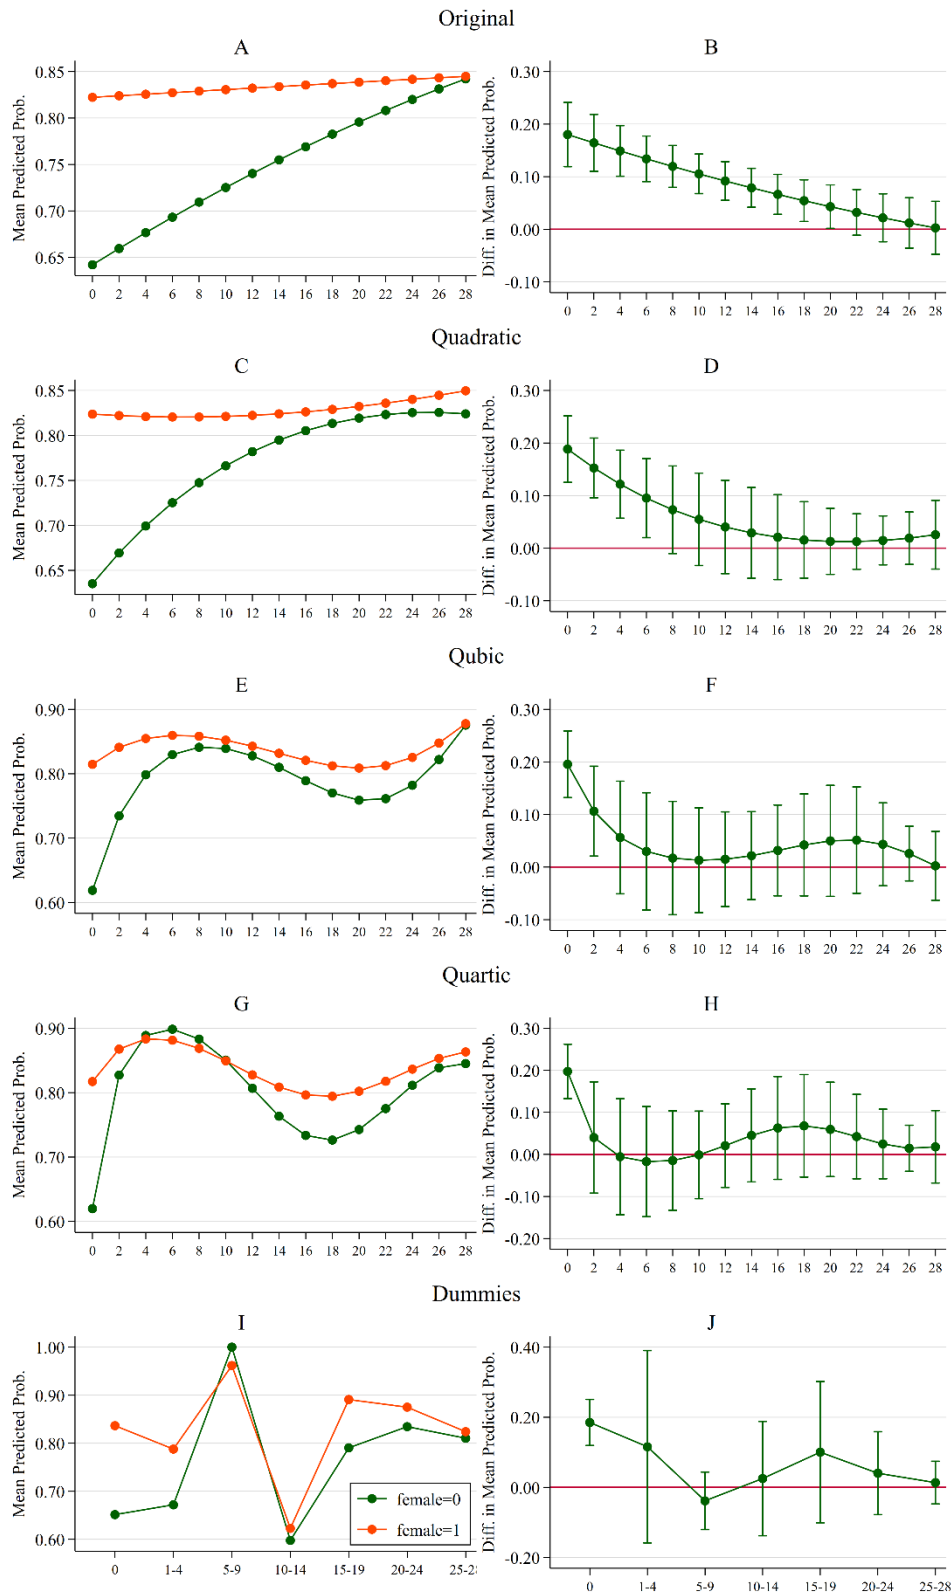 Original
A
B
Mean Predicted Prob.
0.85
0.80
0.75
0.70
0.65
0 2 4 6 8 10 12 14 16 18 20 22 24 26 28
Diff. in Mean Predicted Prob.
0.30
0.20
0.10
0.00
-0.10
0 2 4 6 8 10 12 14 16 18 20 22 24 26 28
Quadratic
C
D
Mean Predicted Prob.
0.85
0.80
0.75
0.70
0.65
0 2 4 6 8 10 12 14 16 18 20 22 24 26 28
Diff. in Mean Predicted Prob.
0.30
0.20
0.10
0.00
-0.10
0 2 4 6 8 10 12 14 16 18 20 22 24 26 28
Qubic
E
F
Mean Predicted Prob.
0.90
0.80
0.70
0.60
0 2 4 6 8 10 12 14 16 18 20 22 24 26 28
Diff. in Mean Predicted Prob.
0.30
0.20
0.10
0.00
-0.10
0 2 4 6 8 10 12 14 16 18 20 22 24 26 28
Quartic
G
H
Mean Predicted Prob.
0.90
0.80
0.70
0.60
0 2 4 6 8 10 12 14 16 18 20 22 24 26 28
Diff. in Mean Predicted Prob.
0.30
0.20
0.10
0.00
-0.10
-0.20
0 2 4 6 8 10 12 14 16 18 20 22 24 26 28
Dummies
I
J
Mean Predicted Prob.
1.00
0.90
0.80
0.70
0.60
female=0
female=1
0 1-4 5-9 10-14 15-19 20-24 25-28
Diff. in Mean Predicted Prob.
0.40
0.20
0.00
-0.20
0 1-4 5-9 10-14 15-19 20-24 25-28